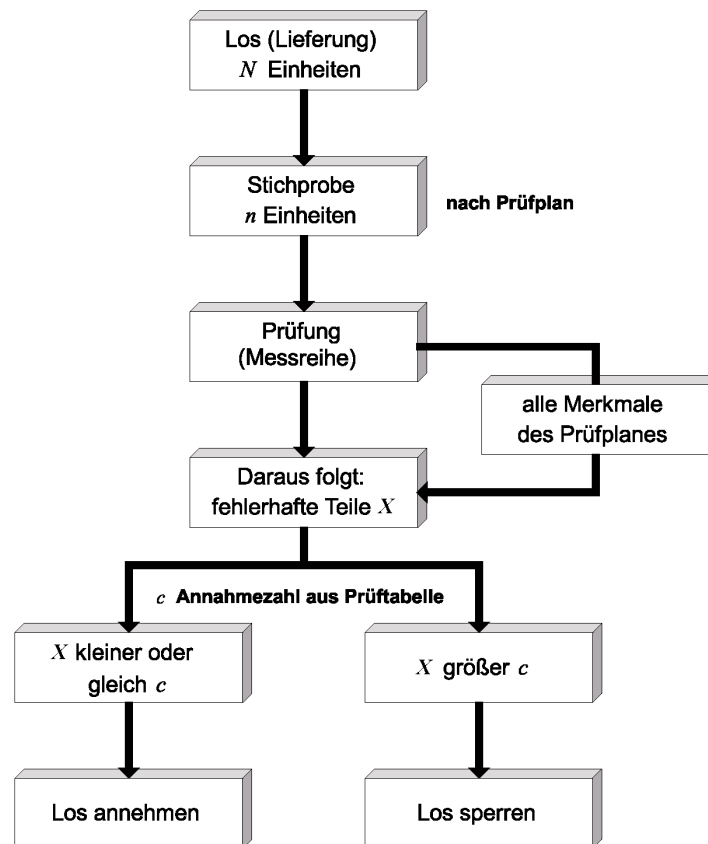 Los (Lieferung)
N Einheiten
Stichprobe
n Einheiten
nach Prüfplan
Prüfung
(Messreihe)
alle Merkmale
des Prüfplanes
Daraus folgt:
fehlerhafte Teile X
c Annahmezahl aus Prüftabelle
X kleiner oder
gleich c
X größer c
Los annehmen
Los sperren